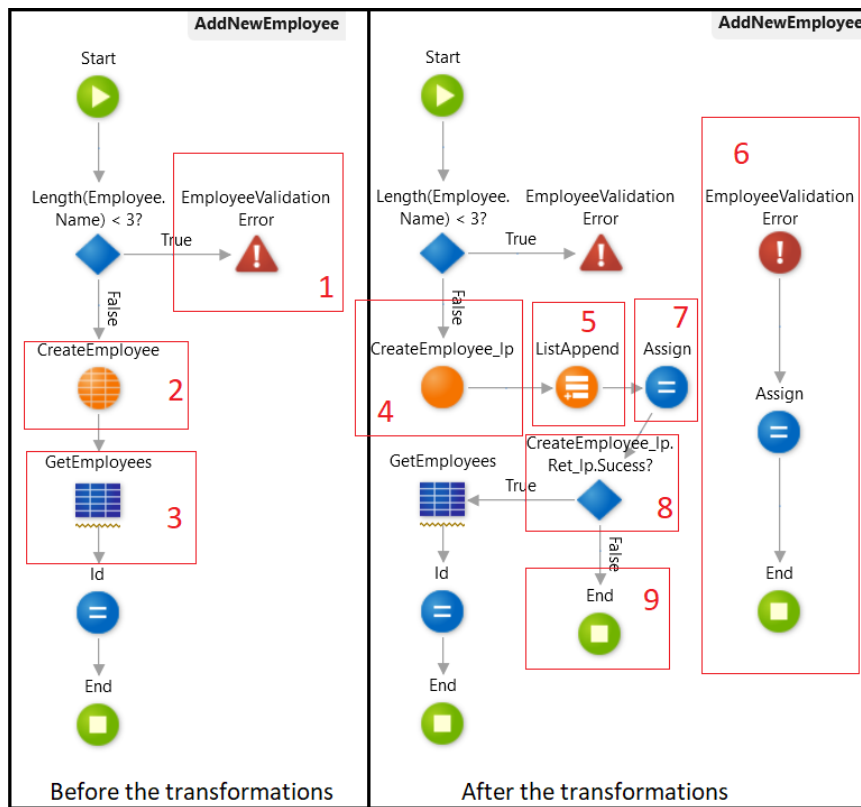 AddNewEmployee
Start
Length(Employee.
Name) < 3?
EmployeeValidation
Error
True
1
False
CreateEmployee
2
GetEmployees
3
Id
End
Before the transformations
AddNewEmployee
Start
Length(Employee.
Name) < 3?
EmployeeValidation
Error
True
False
6
EmployeeValidation
Error
CreateEmployee_Ip
4
5
ListAppend
7
Assign
Assign
CreateEmployee_Ip.
Ret_Ip.Sucess?
8
True
GetEmployees
False
Id
End
9
End
End
After the transformations